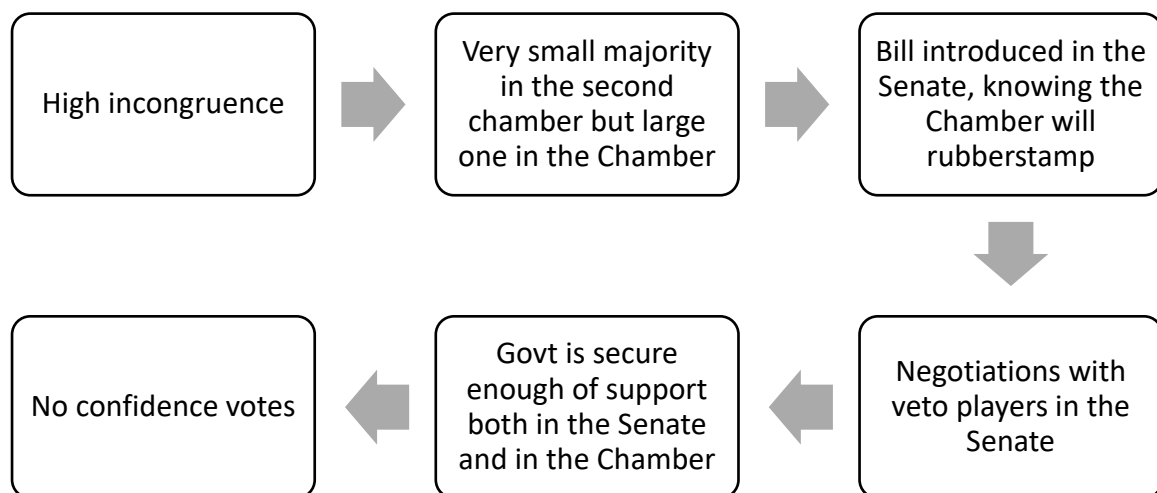 High incongruence
Very small majority
in the second
chamber but large
one in the Chamber
Bill introduced in the
Senate, knowing the
Chamber will
rubberstamp
Negotiations with
veto players in the
Senate
Govt is secure
enough of support
both in the Senate
and in the Chamber
No confidence votes